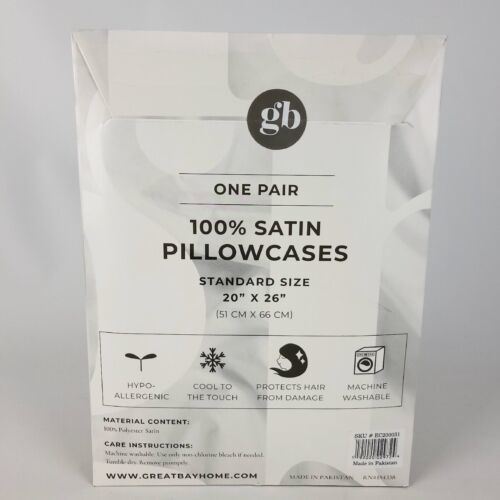 gb
ONE PAIR
100% SATIN
PILLOWCASES
STANDARD SIZE
20" X 26"
(51 CM X 66 CM)
HYPO-
ALLERGENIC
COOL TO
THE TOUCH
PROTECTS HAIR
FROM DAMAGE
MACHINE
WASHABLE
MATERIAL CONTENT:
100% Polyester Satin
CARE INSTRUCTIONS:
Machine washable. Use only non-chlorine bleach if needed.
Tumble dry. Remove promptly.
WWW.GREATBAYHOME.COM
SKU # EC200031
Made in Pakistan
MADE IN PAKISTAN